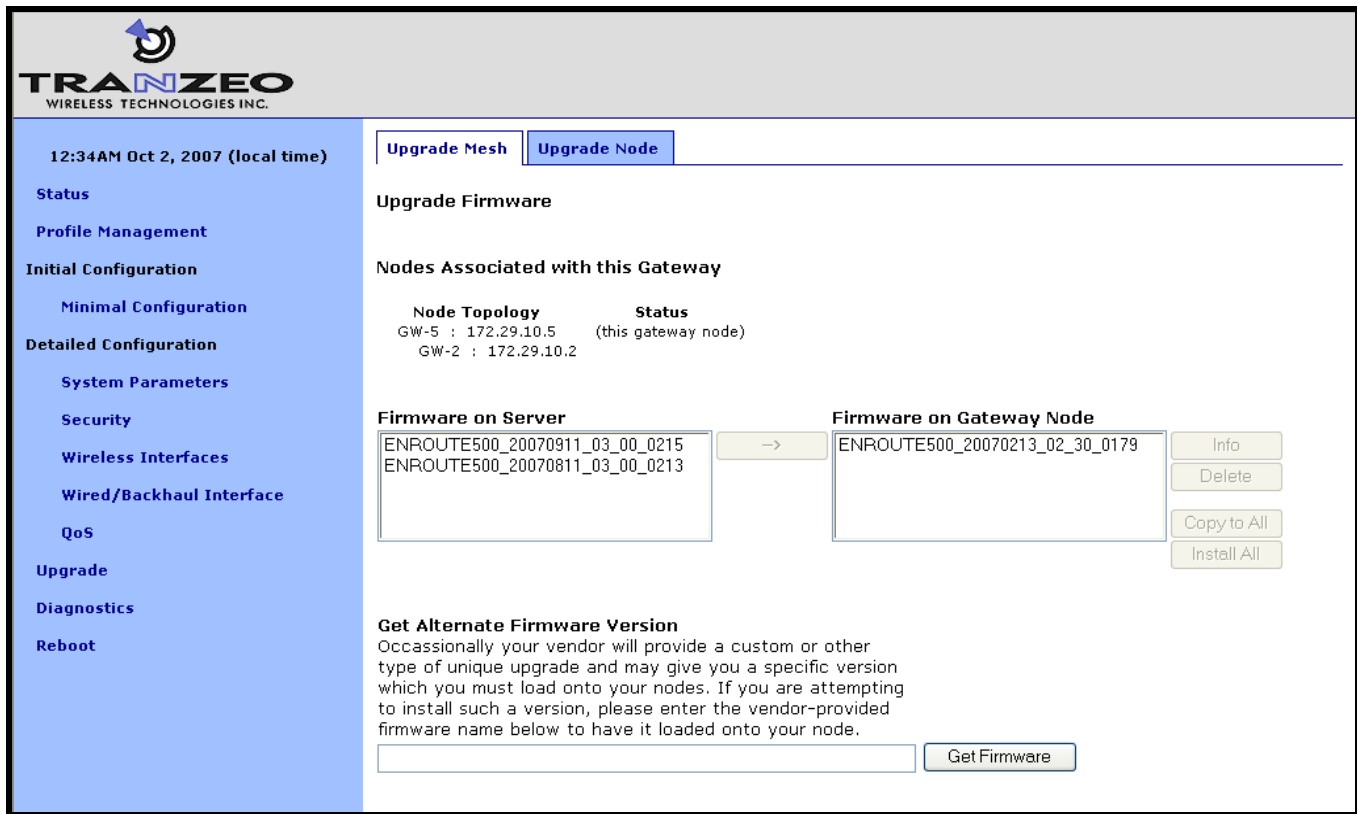 TRANZEO
WIRELESS TECHNOLOGIES INC.
12:34AM Oct 2, 2007 (local time)
Status
Profile Management
Initial Configuration
Minimal Configuration
Detailed Configuration
System Parameters
Security
Wireless Interfaces
Wired/Backhaul Interface
QoS
Upgrade
Diagnostics
Reboot
Upgrade Mesh Upgrade Node
Upgrade Firmware
Nodes Associated with this Gateway
Node Topology Status
GW-5 : 172.29.10.5 (this gateway node)
GW-2 : 172.29.10.2
Firmware on Server Firmware on Gateway Node
ENROUTE500_20070911_03_00_0215 --> ENROUTE500_20070213_02_30_0179 Info
ENROUTE500_20070811_03_00_0213
Delete
Copy to All
Install All
Get Alternate Firmware Version
Occassionally your vendor will provide a custom or other
type of unique upgrade and may give you a specific version
which you must load onto your nodes. If you are attempting
to install such a version, please enter the vendor-provided
firmware name below to have it loaded onto your node.
Get Firmware